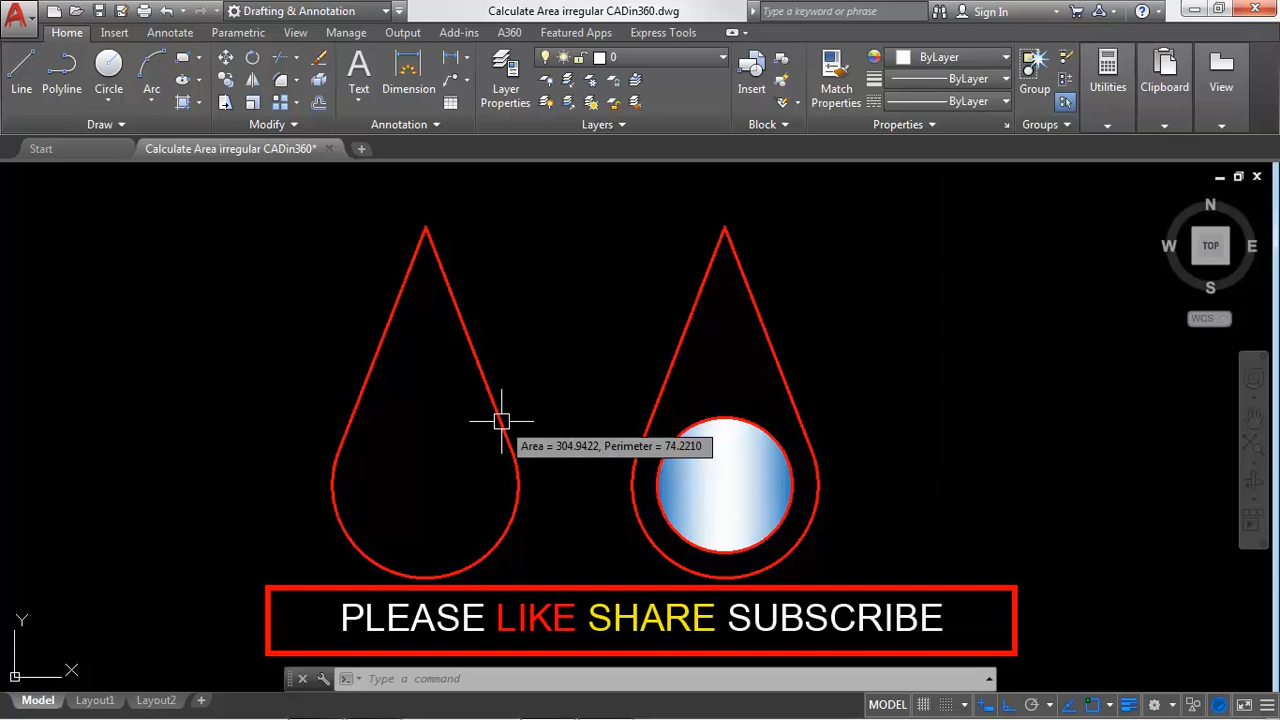 Drafting & Annotation
Calculate Area irregular CADin360.dwg
Type a keyword or phrase
Sign In
Home Insert Annotate Parametric View Manage Output Add-ins A360 Featured Apps Express Tools
0
ByLayer
ByLayer
ByLayer
Line Polyline Circle Arc
Text Dimension
Layer Properties
Insert
Match Properties
Group Utilities Clipboard View
Draw Modify Annotation Layers Block Properties Groups
Start Calculate Area irregular CADin360*
N
W TOP E
S
WCS
Area = 304.9422, Perimeter = 74.2210
PLEASE LIKE SHARE SUBSCRIBE
Y
X
Type a command
Model Layout1 Layout2
MODEL